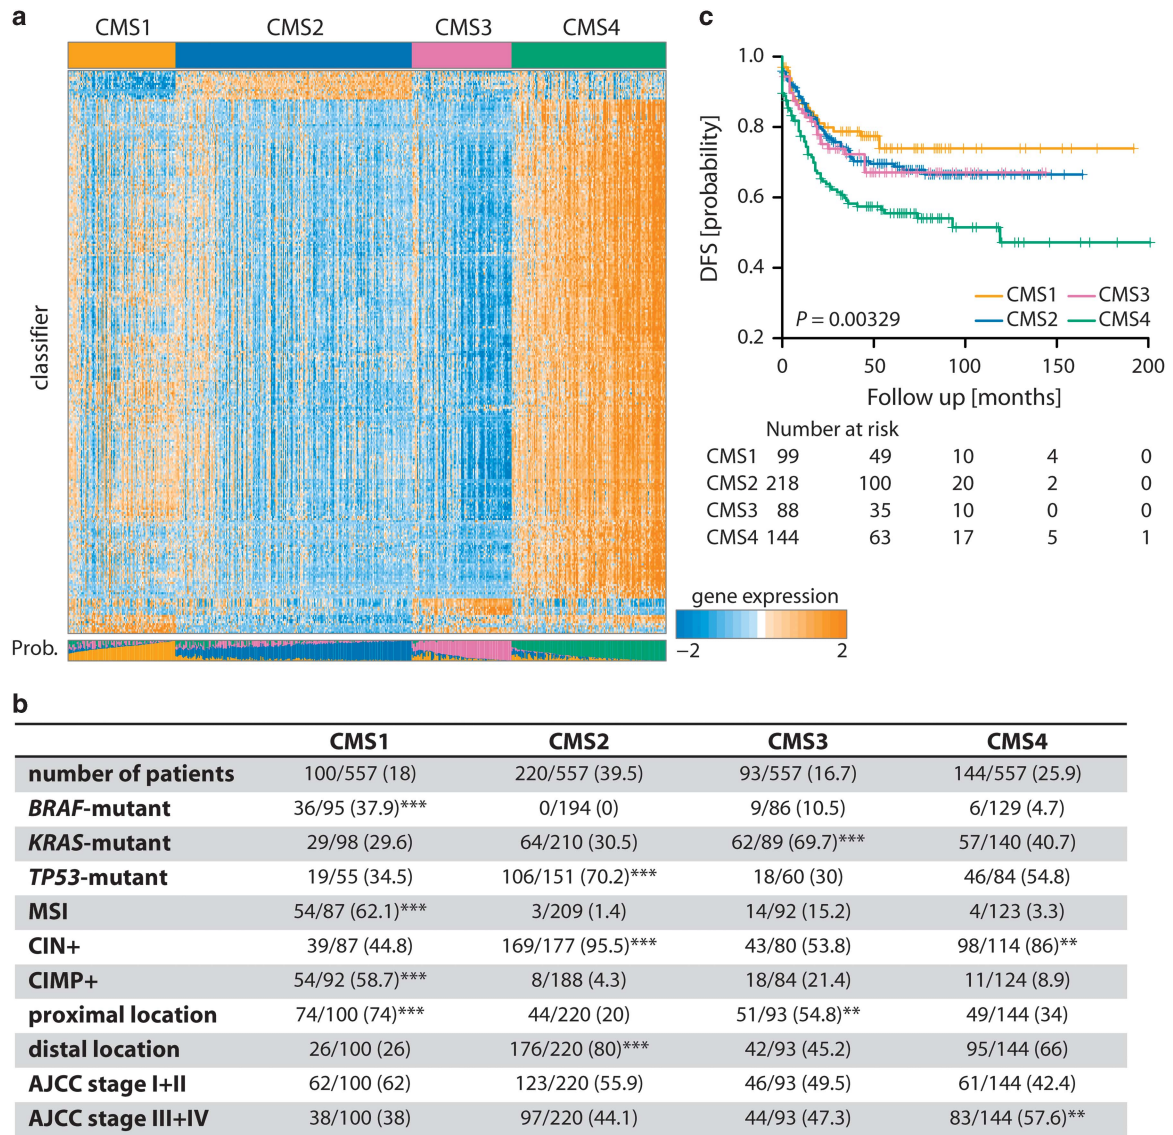 a
CMS1 CMS2 CMS3 CMS4
classifier
Prob.
c
1.0
0.8
0.6
0.4
0.2
DFS [probability]
P = 0.00329
CMS1 CMS3
CMS2 CMS4
0 50 100 150 200
Follow up [months]
Number at risk
CMS1 99 49 10 4 0
CMS2 218 100 20 2 0
CMS3 88 35 10 0 0
CMS4 144 63 17 5 1
gene expression
−2 2
b
CMS1 CMS2 CMS3 CMS4
number of patients 100/557 (18) 220/557 (39.5) 93/557 (16.7) 144/557 (25.9)
BRAF-mutant 36/95 (37.9)*** 0/194 (0) 9/86 (10.5) 6/129 (4.7)
KRAS-mutant 29/98 (29.6) 64/210 (30.5) 62/89 (69.7)*** 57/140 (40.7)
TP53-mutant 19/55 (34.5) 106/151 (70.2)*** 18/60 (30) 46/84 (54.8)
MSI 54/87 (62.1)*** 3/209 (1.4) 14/92 (15.2) 4/123 (3.3)
CIN+ 39/87 (44.8) 169/177 (95.5)*** 43/80 (53.8) 98/114 (86)**
CIMP+ 54/92 (58.7)*** 8/188 (4.3) 18/84 (21.4) 11/124 (8.9)
proximal location 74/100 (74)*** 44/220 (20) 51/93 (54.8)** 49/144 (34)
distal location 26/100 (26) 176/220 (80)*** 42/93 (45.2) 95/144 (66)
AJCC stage I+II 62/100 (62) 123/220 (55.9) 46/93 (49.5) 61/144 (42.4)
AJCC stage III+IV 38/100 (38) 97/220 (44.1) 44/93 (47.3) 83/144 (57.6)**